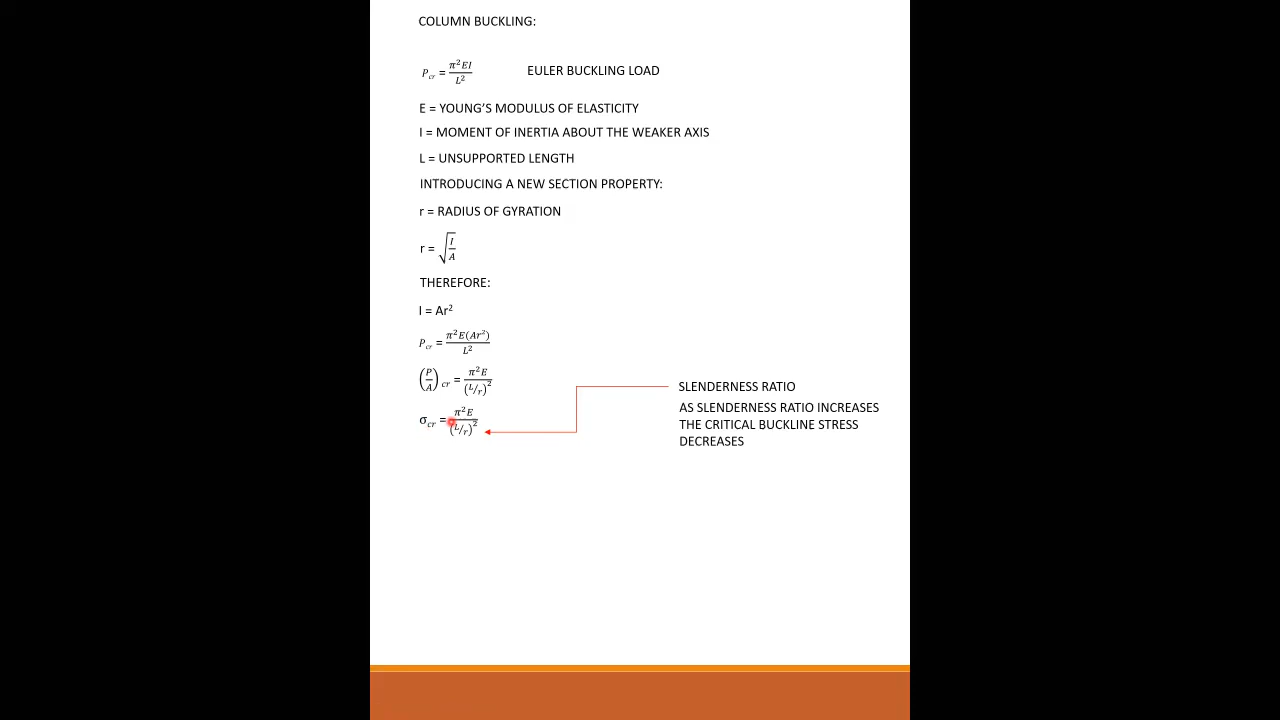 COLUMN BUCKLING:
P_cr = π²EI/L² EULER BUCKLING LOAD
E = YOUNG'S MODULUS OF ELASTICITY
I = MOMENT OF INERTIA ABOUT THE WEAKER AXIS
L = UNSUPPORTED LENGTH
INTRODUCING A NEW SECTION PROPERTY:
r = RADIUS OF GYRATION
r = √(I/A)
THEREFORE:
I = Ar²
P_cr = π²E(Ar²)/L²
(P/A)_cr = π²E/(L/r)²
σ_cr = π²E/(L/r)²
SLENDERNESS RATIO
AS SLENDERNESS RATIO INCREASES
THE CRITICAL BUCKLINE STRESS
DECREASES